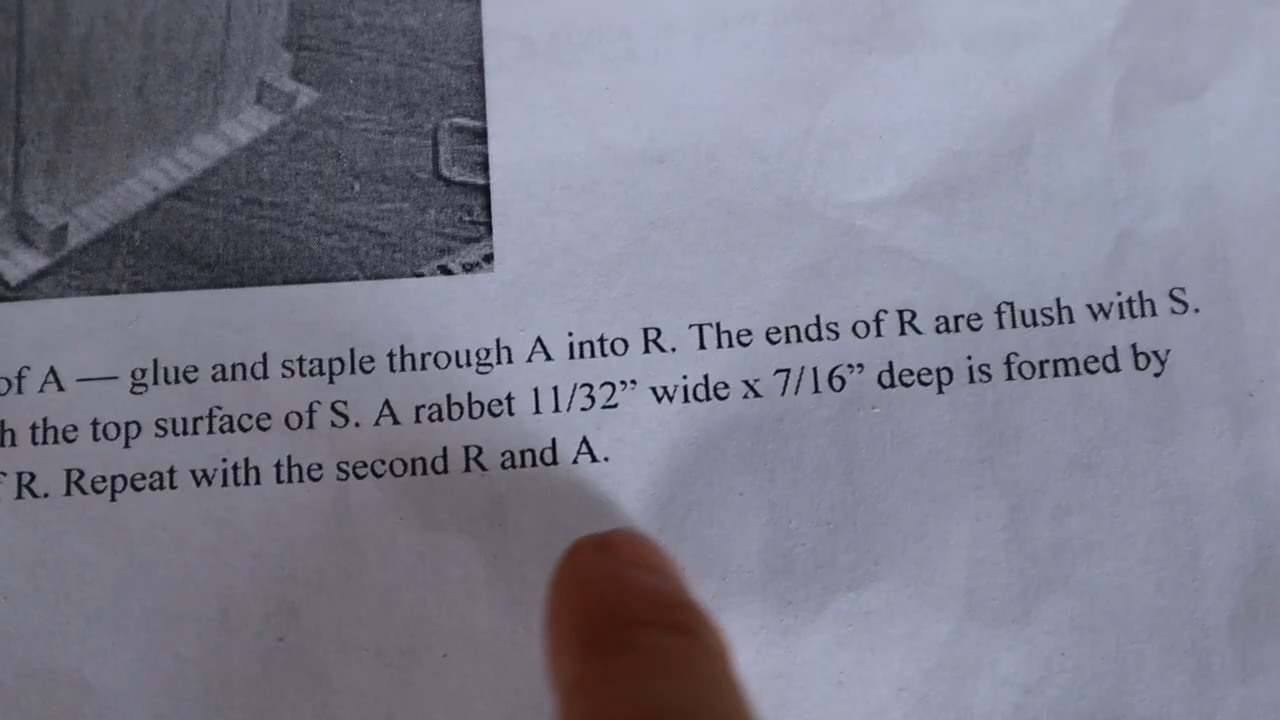 of A — glue and staple through A into R. The ends of R are flush with S.
the top surface of S. A rabbet 11/32” wide x 7/16” deep is formed by
R. Repeat with the second R and A.